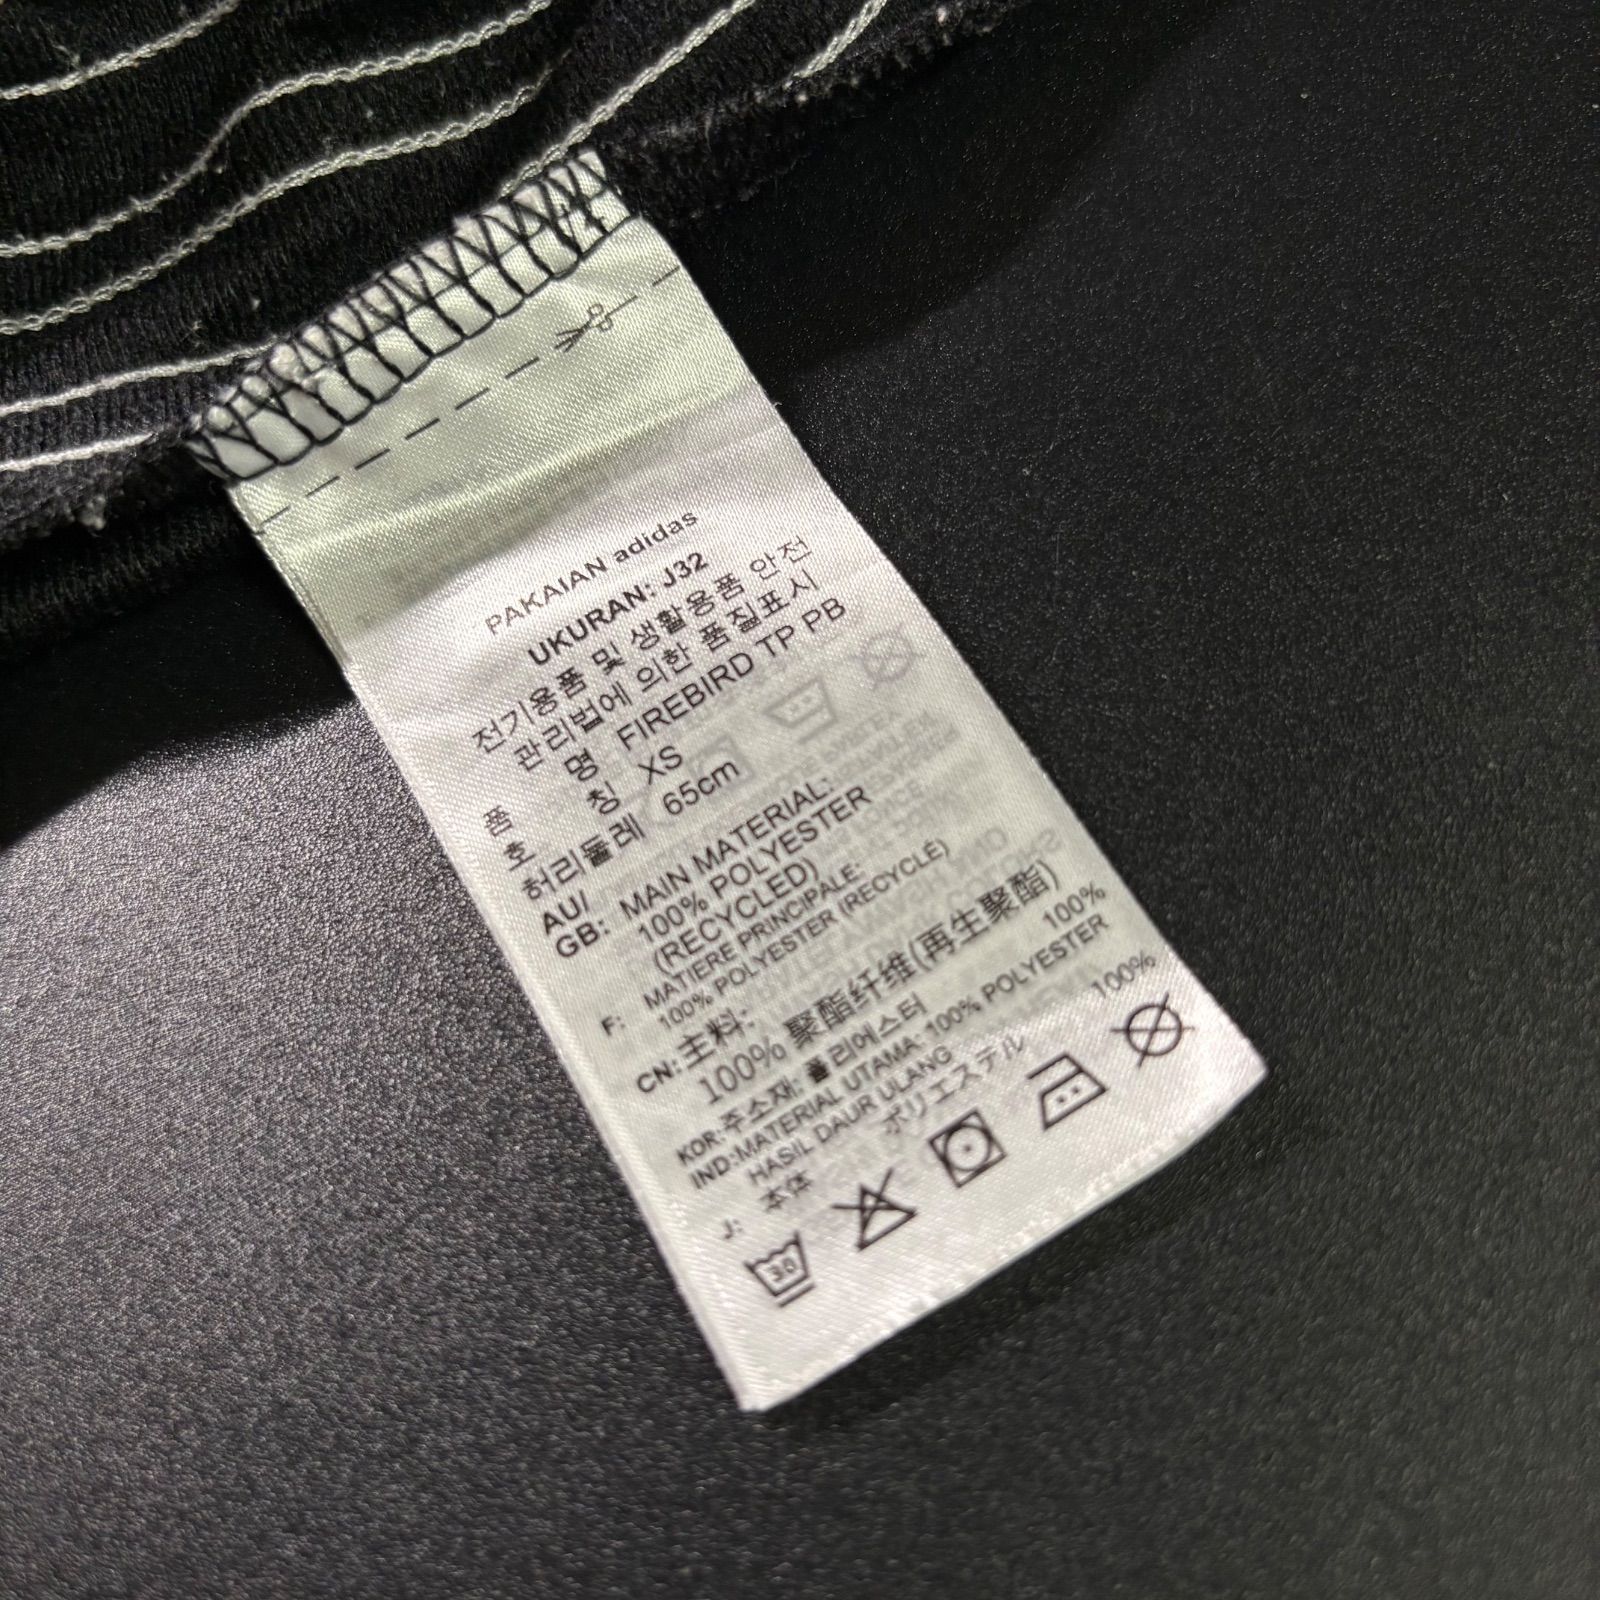 PAKAIAN adidas
UKURAN: J32
전기용품 및 생활용품 안전
관리법에 의한 품질표시
품 명 FIREBIRD TP PB
호 칭 XS
허리둘레 65cm
AU/
GB: MAIN MATERIAL:
100% POLYESTER
(RECYCLED)
F: MATIERE PRINCIPALE:
100% POLYESTER (RECYCLÉ)
CN:主料:
100% 聚酯纤维(再生聚酯)
KOR:주소재: 폴리에스터 100%
IND:MATERIAL UTAMA: 100% POLYESTER
HASIL DAUR ULANG
J: 本体 ポリエステル 100%
30